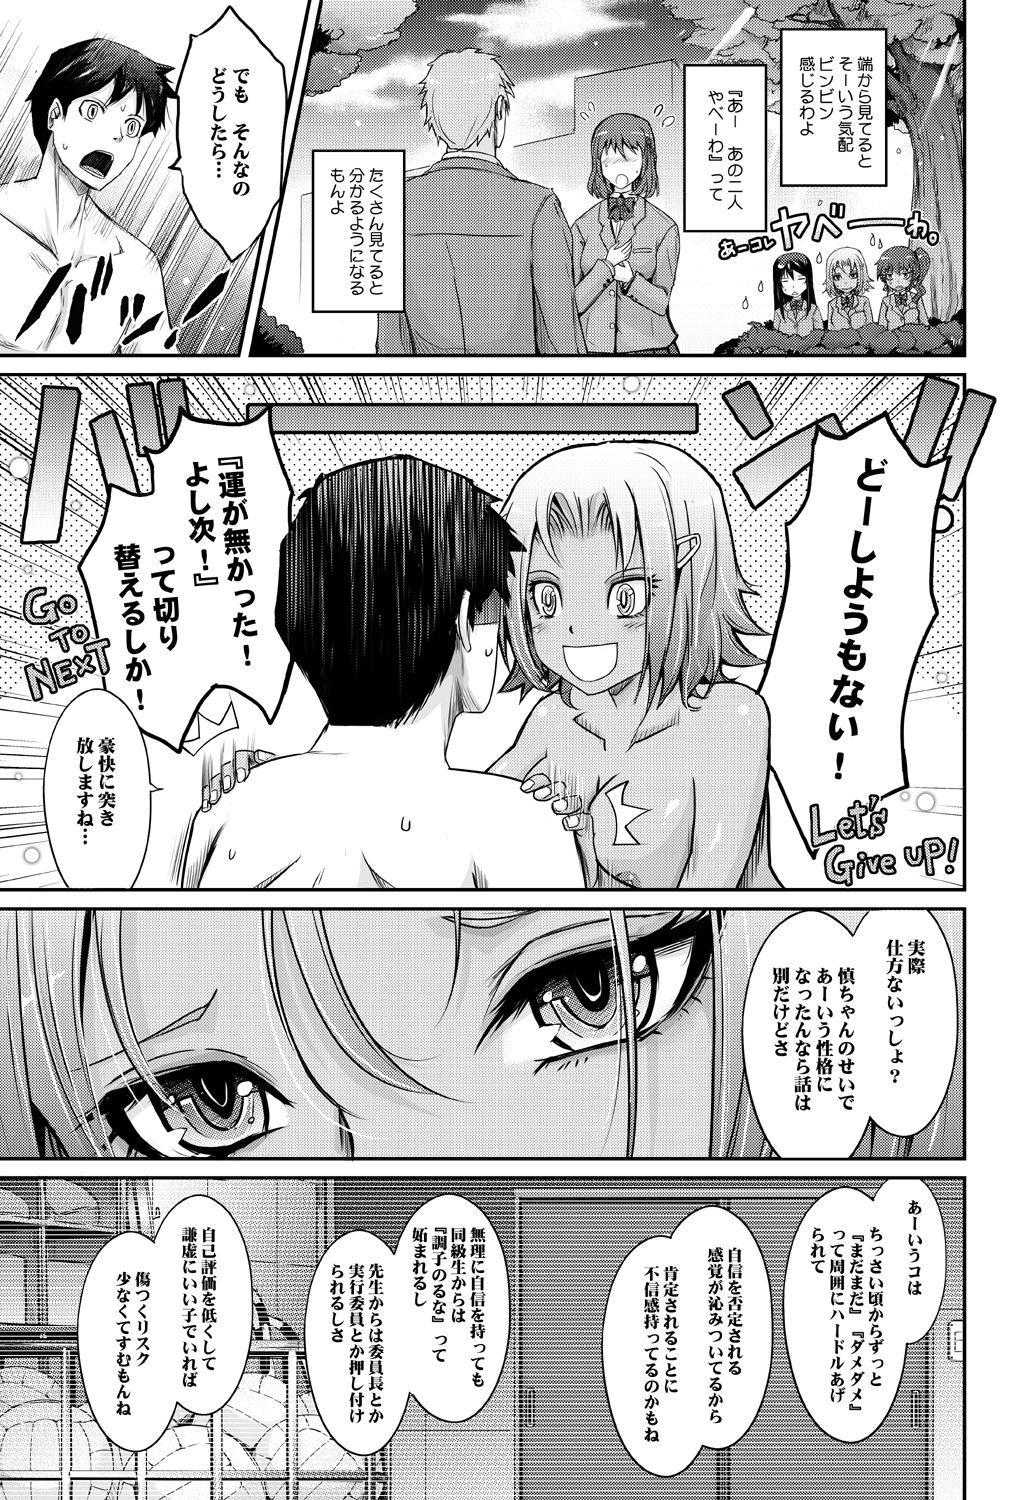 端から見てると
そーいう気配
ビンビン
感じるわよ
『あー　あの二人
やべーわ』って
あーコレ
ヤベーーわ。
たくさん見てると
分かるようになる
もんよ
でも　そんなの
どうしたら…
どーしようもない！
Let's
Give UP!
『運が無かった！
よし次！』
って切り
替えるしか！
Go
TO
NEXT
豪快に突き
放しますね…
実際
仕方ないっしょ？
慎ちゃんのせいで
あーいう性格に
なったんなら話は
別だけどさ
あーいうコは
ちっさい頃からずっと
『まだまだ』『ダメダメ』
って周囲にハードルあげ
られて
自信を否定される
感覚が沁みついてるから
肯定されることに
不信感持ってるのかもね
無理に自信を持っても
同級生からは
『調子のるな』って
妬まれるし
先生からは委員長とか
実行委員とか押し付け
られるしさ
自己評価を低くして
謙虚にいい子でいれば
傷つくリスク
少なくてすむもんね